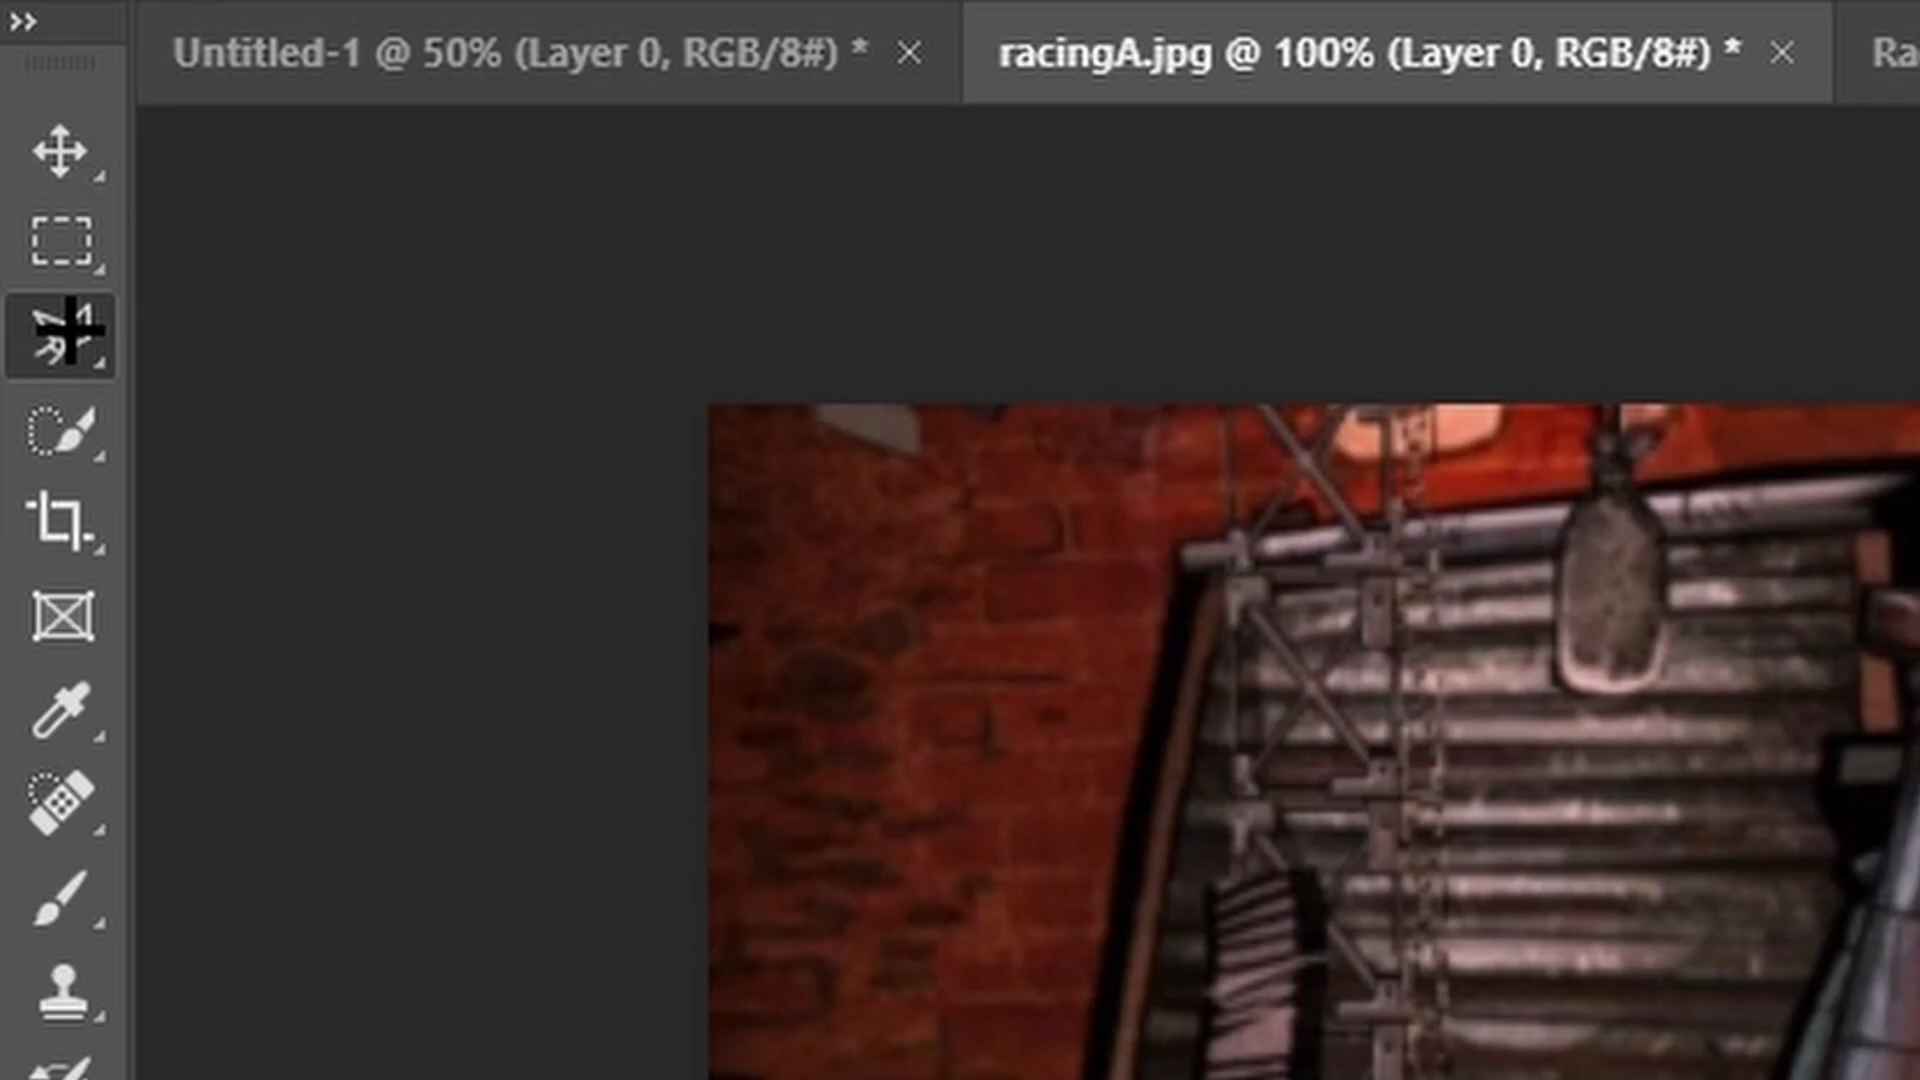 Untitled-1 @ 50% (Layer 0, RGB/8#) *
racingA.jpg @ 100% (Layer 0, RGB/8#) *
Ra